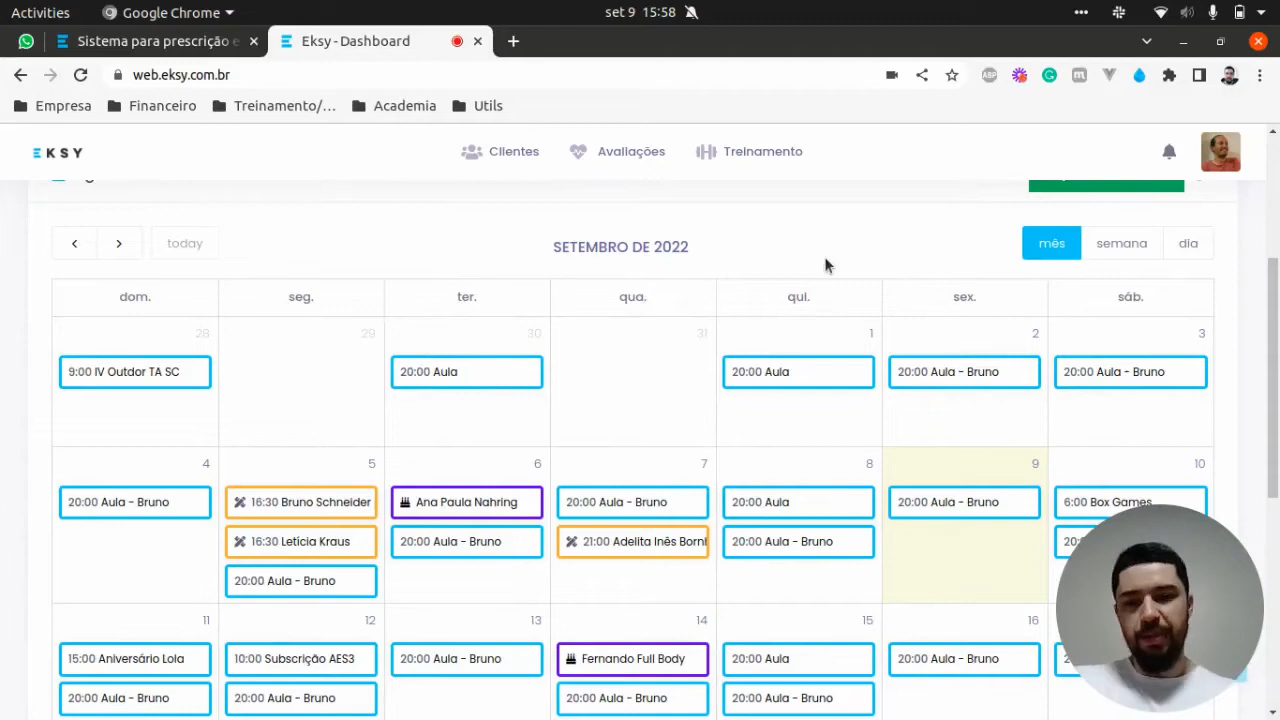 Activities
Google Chrome
set 9 15:58
Sistema para prescrição e
Eksy - Dashboard
web.eksy.com.br
Empresa
Financeiro
Treinamento/...
Academia
Utils
EKSY
Clientes
Avaliações
Treinamento
today
SETEMBRO DE 2022
mês
semana
dia
dom. seg. ter. qua. qui. sex. sáb.
28 29 30 31 1 2 3
9:00 IV Outdor TA SC
20:00 Aula
20:00 Aula
20:00 Aula - Bruno
20:00 Aula - Bruno
4 5 6 7 8 9 10
20:00 Aula - Bruno
16:30 Bruno Schneider
Ana Paula Nahring
20:00 Aula - Bruno
20:00 Aula
20:00 Aula - Bruno
6:00 Box Games
16:30 Letícia Kraus
20:00 Aula - Bruno
21:00 Adelita Inês Bornh
20:00 Aula - Bruno
20:00 Aula - Bruno
11 12 13 14 15 16
15:00 Aniversário Lola
10:00 Subscrição AES3
20:00 Aula - Bruno
Fernando Full Body
20:00 Aula
20:00 Aula - Bruno
20:00 Aula - Bruno
20:00 Aula - Bruno
20:00 Aula - Bruno
20:00 Aula - Bruno